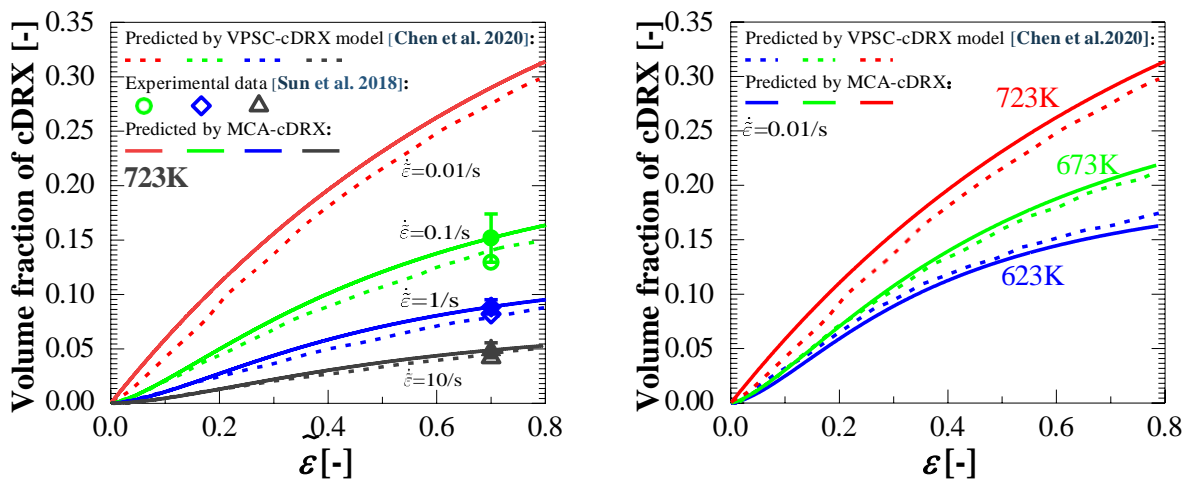 Volume fraction of cDRX [-]
0.35
0.30
0.25
0.20
0.15
0.10
0.05
0.00
Predicted by VPSC-cDRX model [Chen et al. 2020]:
Experimental data [Sun et al. 2018]:
Predicted by MCA-cDRX:
723K
ε̇̃=0.01/s
ε̇̃=0.1/s
ε̇̃=1/s
ε̇̃=10/s
0.0 0.2 0.4 0.6 0.8
ε̃ [-]
Volume fraction of cDRX [-]
0.35
0.30
0.25
0.20
0.15
0.10
0.05
0.00
Predicted by VPSC-cDRX model [Chen et al.2020]:
Predicted by MCA-cDRX:
ε̇̃=0.01/s
723K
673K
623K
0.0 0.2 0.4 0.6 0.8
ε [-]